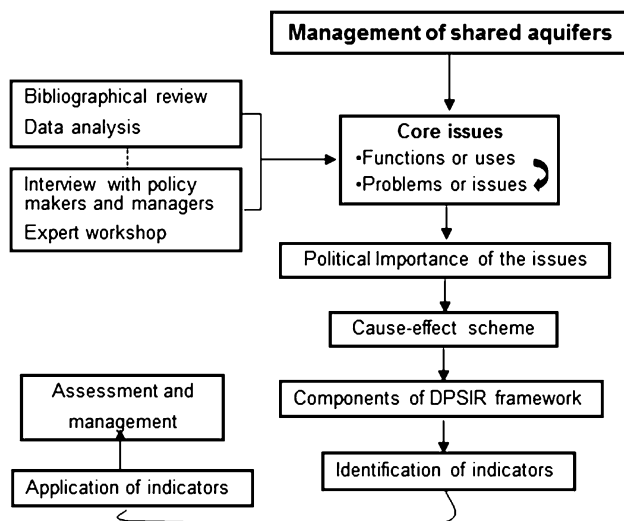 Management of shared aquifers
Bibliographical review
Data analysis
Interview with policy
makers and managers
Expert workshop
Core issues
•Functions or uses
•Problems or issues
Political Importance of the issues
Cause-effect scheme
Components of DPSIR framework
Identification of indicators
Application of indicators
Assessment and
management